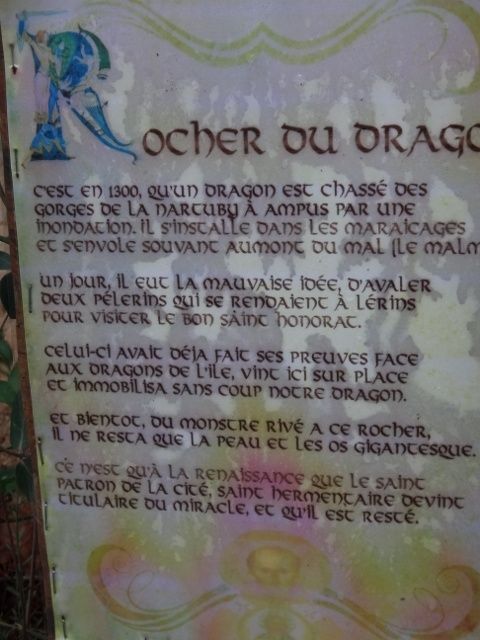 ROCHER DU DRAGO
C'EST EN 1300, QU'UN DRAGON EST CHASSÉ DES
GORGES DE LA NARTUBY À AMPUS PAR UNE
INONDATION. IL S'INSTALLE DANS LES MARAICAGES
ET S'ENVOLE SOUVANT AUMONT DU MAL (LE MALM
UN JOUR, IL EUT LA MAUVAISE IDÉE, D'AVALER
DEUX PÉLERINS QUI SE RENDAIENT À LÉRINS
POUR VISITER LE BON SAINT HONORAT.
CELUI-CI AVAIT DÉJA FAIT SES PREUVES FACE
AUX DRAGONS DE L'ILE, VINT ICI SUR PLACE
ET IMMOBILISA SANS COUP NOTRE DRAGON.
ET BIENTOT, DU MONSTRE RIVÉ A CE ROCHER,
IL NE RESTA QUE LA PEAU ET LES OS GIGANTESQUE.
CE N'EST QU'À LA RENAISSANCE QUE LE SAINT
PATRON DE LA CITÉ, SAINT HERMENTAIRE DEVINT
TITULAIRE DU MIRACLE, ET QU'IL EST RESTÉ.